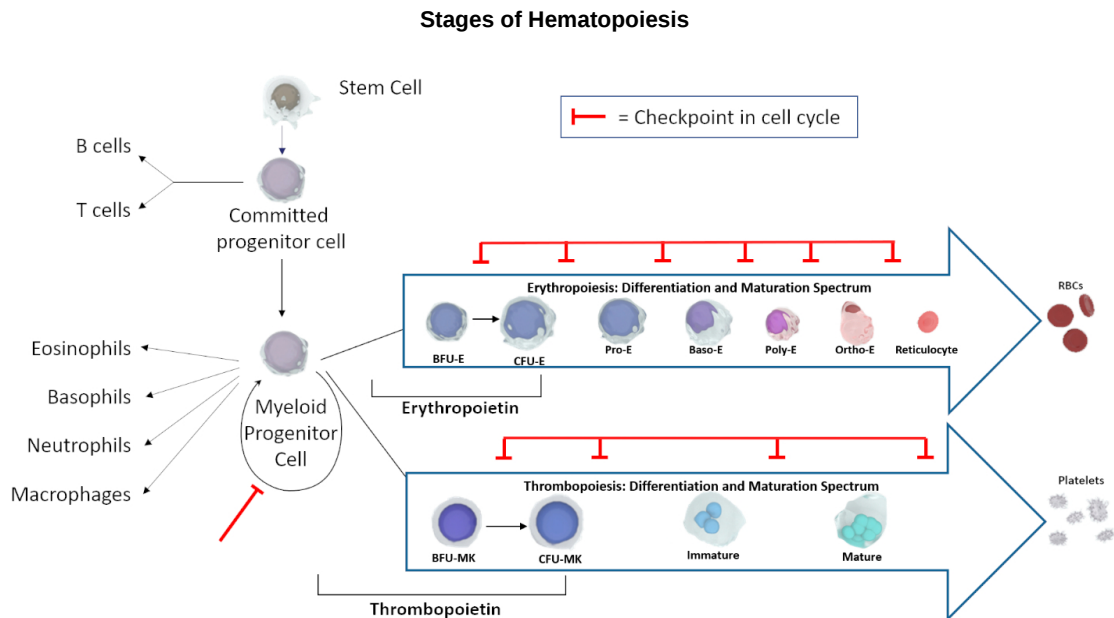 Stages of Hematopoiesis
Stem Cell
= Checkpoint in cell cycle
B cells
T cells
Committed
progenitor cell
Erythropoiesis: Differentiation and Maturation Spectrum
BFU-E
CFU-E
Pro-E
Baso-E
Poly-E
Ortho-E
Reticulocyte
RBCs
Eosinophils
Basophils
Neutrophils
Macrophages
Myeloid
Progenitor
Cell
Erythropoietin
Thrombopoiesis: Differentiation and Maturation Spectrum
BFU-MK
CFU-MK
Immature
Mature
Platelets
Thrombopoietin